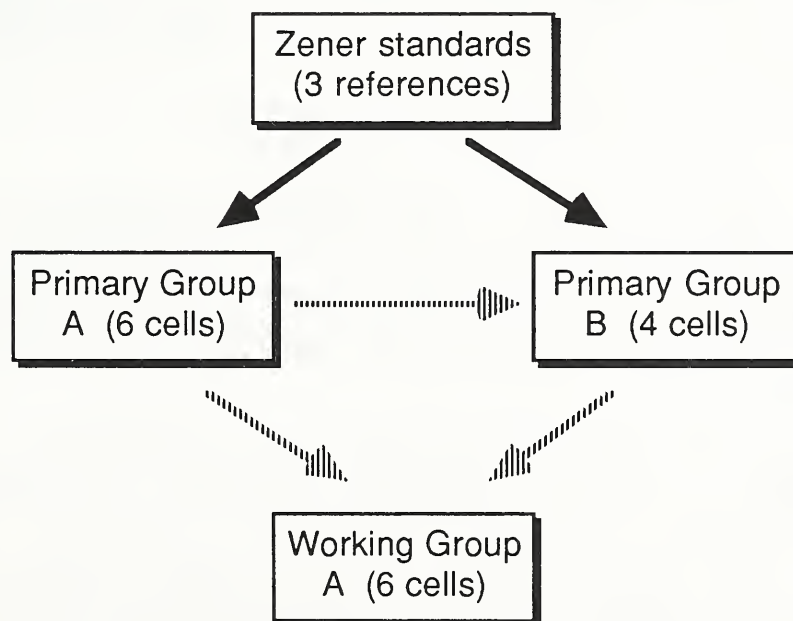 Zener standards
(3 references)
Primary Group
A (6 cells)
Primary Group
B (4 cells)
Working Group
A (6 cells)